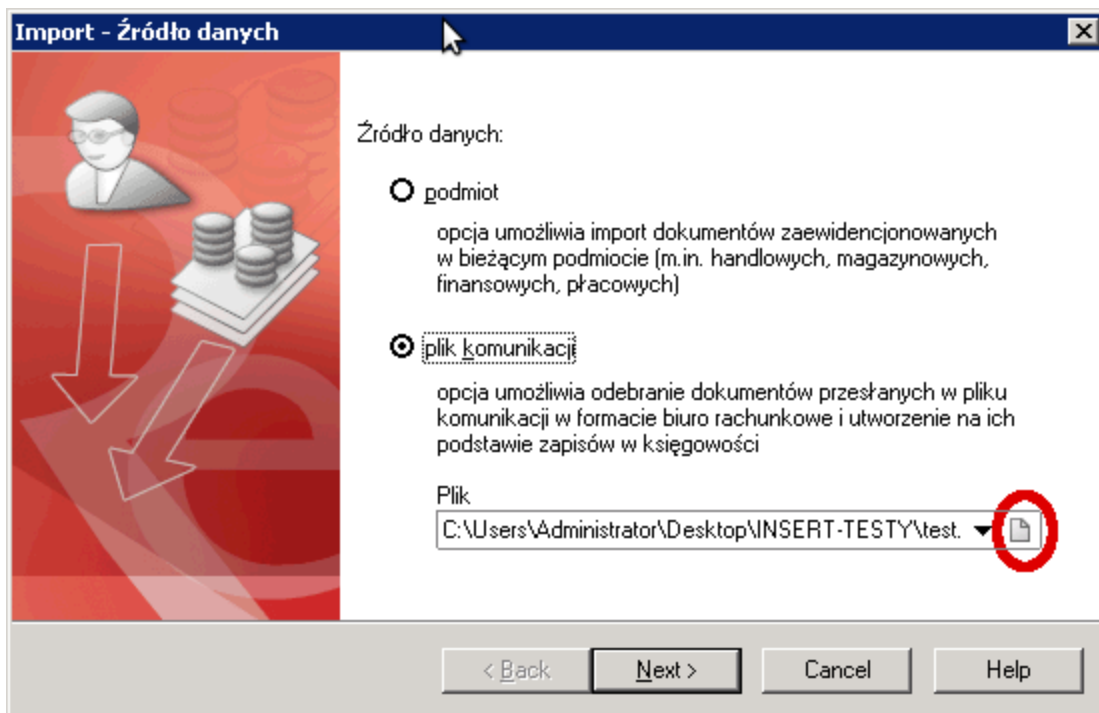 Import - Źródło danych
Źródło danych:
podmiot
opcja umożliwia import dokumentów zaewidencjonowanych
w bieżącym podmiocie (m.in. handlowych, magazynowych,
finansowych, płacowych)
plik komunikacji
opcja umożliwia odebranie dokumentów przesłanych w pliku
komunikacji w formacie biuro rachunkowe i utworzenie na ich
podstawie zapisów w księgowości
Plik
C:\Users\Administrator\Desktop\INSERT-TESTY\test.
< Back Next > Cancel Help